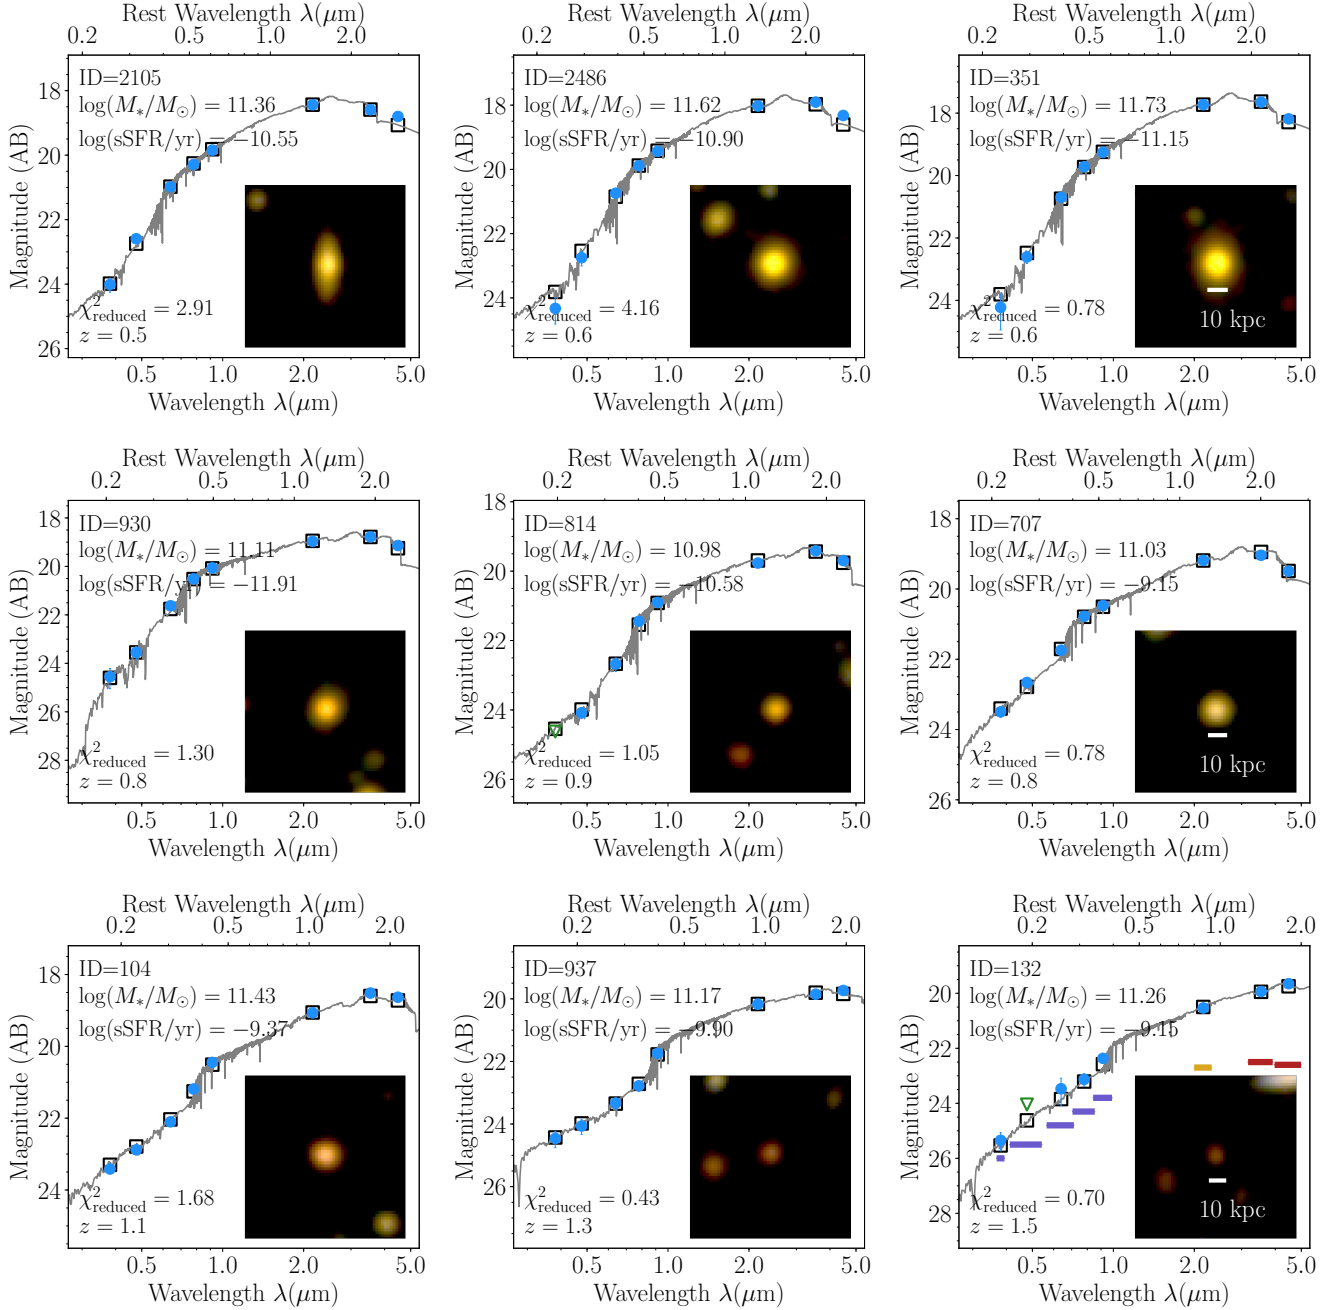 Rest Wavelength λ(μm) Rest Wavelength λ(μm) Rest Wavelength λ(μm)
0.2 0.5 1.0 2.0 0.2 0.5 1.0 2.0 0.2 0.5 1.0 2.0
ID=2105
log(M*/M⊙) = 11.36
log(sSFR/yr) = −10.55
χ²reduced = 2.91
z = 0.5
18 20 22 24 26
Magnitude (AB)
0.5 1.0 2.0 5.0
Wavelength λ(μm)
ID=2486
log(M*/M⊙) = 11.62
log(sSFR/yr) = −10.90
χ²reduced = 4.16
z = 0.6
18 20 22 24
Magnitude (AB)
0.5 1.0 2.0 5.0
Wavelength λ(μm)
ID=351
log(M*/M⊙) = 11.73
log(sSFR/yr) = −11.15
10 kpc
χ²reduced = 0.78
z = 0.6
18 20 22 24
Magnitude (AB)
0.5 1.0 2.0 5.0
Wavelength λ(μm)
Rest Wavelength λ(μm) Rest Wavelength λ(μm) Rest Wavelength λ(μm)
0.2 0.5 1.0 2.0 0.2 0.5 1.0 2.0 0.2 0.5 1.0 2.0
ID=930
log(M*/M⊙) = 11.11
log(sSFR/yr) = −11.91
χ²reduced = 1.30
z = 0.8
18 20 22 24 26 28
Magnitude (AB)
0.5 1.0 2.0 5.0
Wavelength λ(μm)
ID=814
log(M*/M⊙) = 10.98
log(sSFR/yr) = −10.58
χ²reduced = 1.05
z = 0.9
18 20 22 24 26
Magnitude (AB)
0.5 1.0 2.0 5.0
Wavelength λ(μm)
ID=707
log(M*/M⊙) = 11.03
log(sSFR/yr) = −9.15
10 kpc
χ²reduced = 0.78
z = 0.8
18 20 22 24 26
Magnitude (AB)
0.5 1.0 2.0 5.0
Wavelength λ(μm)
Rest Wavelength λ(μm) Rest Wavelength λ(μm) Rest Wavelength λ(μm)
0.2 0.5 1.0 2.0 0.2 0.5 1.0 2.0 0.2 0.5 1.0 2.0
ID=104
log(M*/M⊙) = 11.43
log(sSFR/yr) = −9.37
χ²reduced = 1.68
z = 1.1
18 20 22 24
Magnitude (AB)
0.5 1.0 2.0 5.0
Wavelength λ(μm)
ID=937
log(M*/M⊙) = 11.17
log(sSFR/yr) = −9.90
χ²reduced = 0.43
z = 1.3
20 22 24 26
Magnitude (AB)
0.5 1.0 2.0 5.0
Wavelength λ(μm)
ID=132
log(M*/M⊙) = 11.26
log(sSFR/yr) = −9.15
10 kpc
χ²reduced = 0.70
z = 1.5
20 22 24 26 28
Magnitude (AB)
0.5 1.0 2.0 5.0
Wavelength λ(μm)